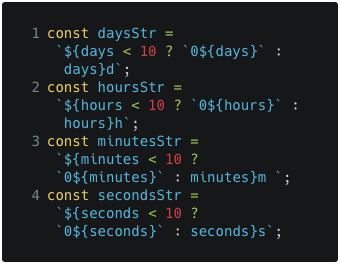 1 const daysStr =
`${days < 10 ? `0${days}` :
days}d`;
2 const hoursStr =
`${hours < 10 ? `0${hours}` :
hours}h`;
3 const minutesStr =
`${minutes < 10 ?
`0${minutes}` : minutes}m `;
4 const secondsStr =
`${seconds < 10 ?
`0${seconds}` : seconds}s`;